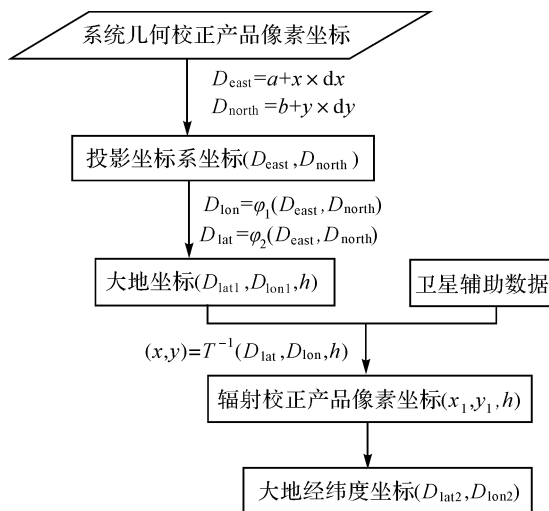 系统几何校正产品像素坐标
D_east=a+x×dx
D_north=b+y×dy
投影坐标系坐标(D_east,D_north)
D_lon=φ_1(D_east,D_north)
D_lat=φ_2(D_east,D_north)
大地坐标(D_lat1,D_lon1,h)
卫星辅助数据
(x,y)=T^{-1}(D_lat,D_lon,h)
辐射校正产品像素坐标(x_1,y_1,h)
大地经纬度坐标(D_lat2,D_lon2)